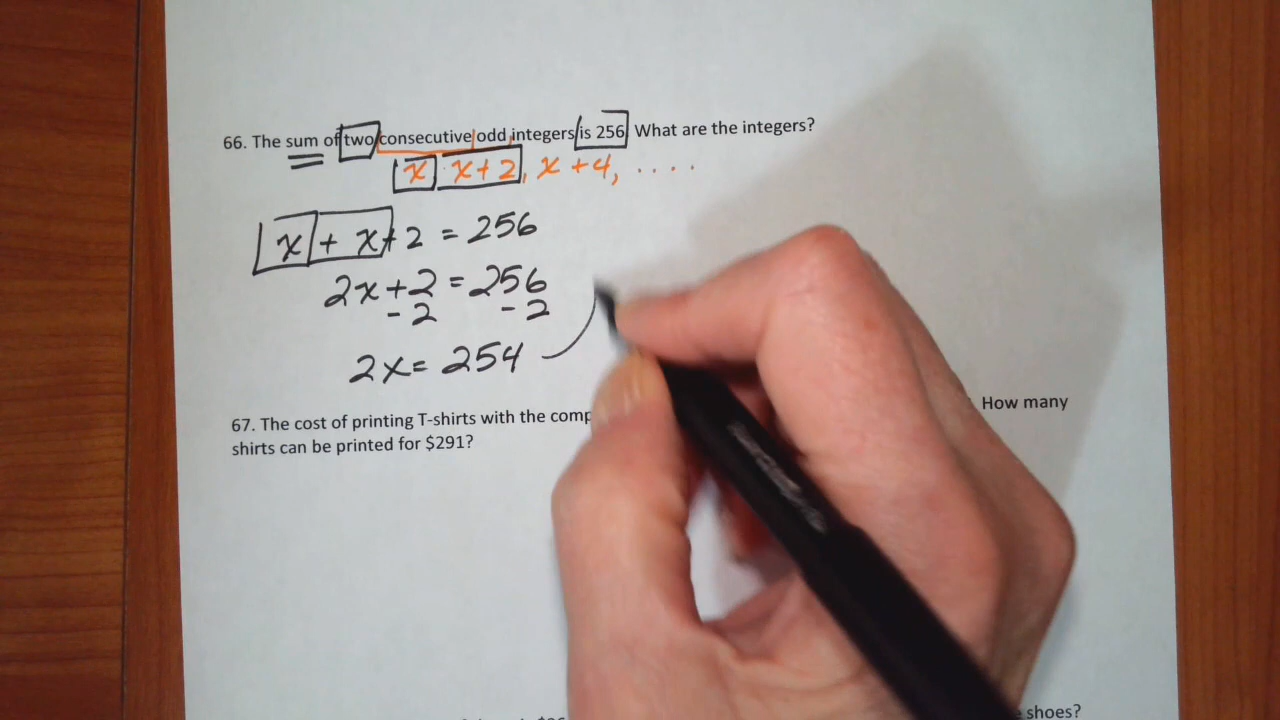 66. The sum of two consecutive odd integers is 256. What are the integers?
x, x+2, x+4, ....
x + x+2 = 256
2x+2 = 256
-2 -2
2x = 254
67. The cost of printing T-shirts with the comp How many
shirts can be printed for $291?
shoes?